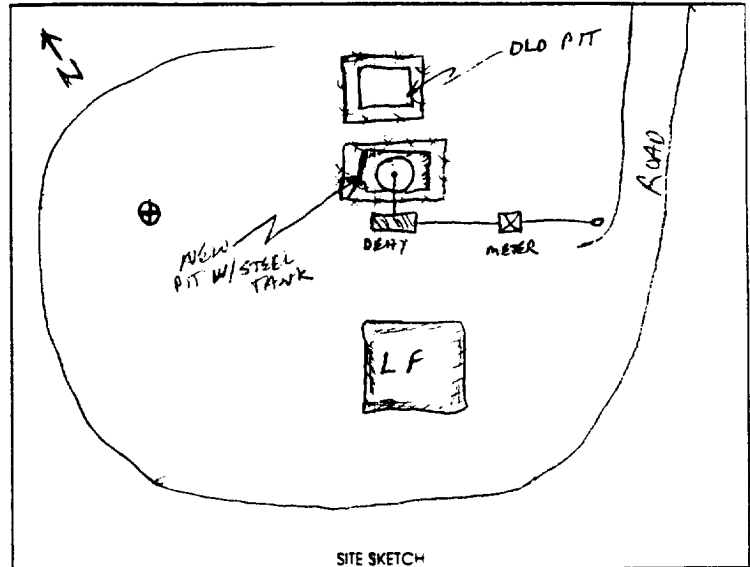 N
OLD PIT
ROAD
NEW
PIT W/STEEL
TANK
DEHY
METER
LF
SITE SKETCH